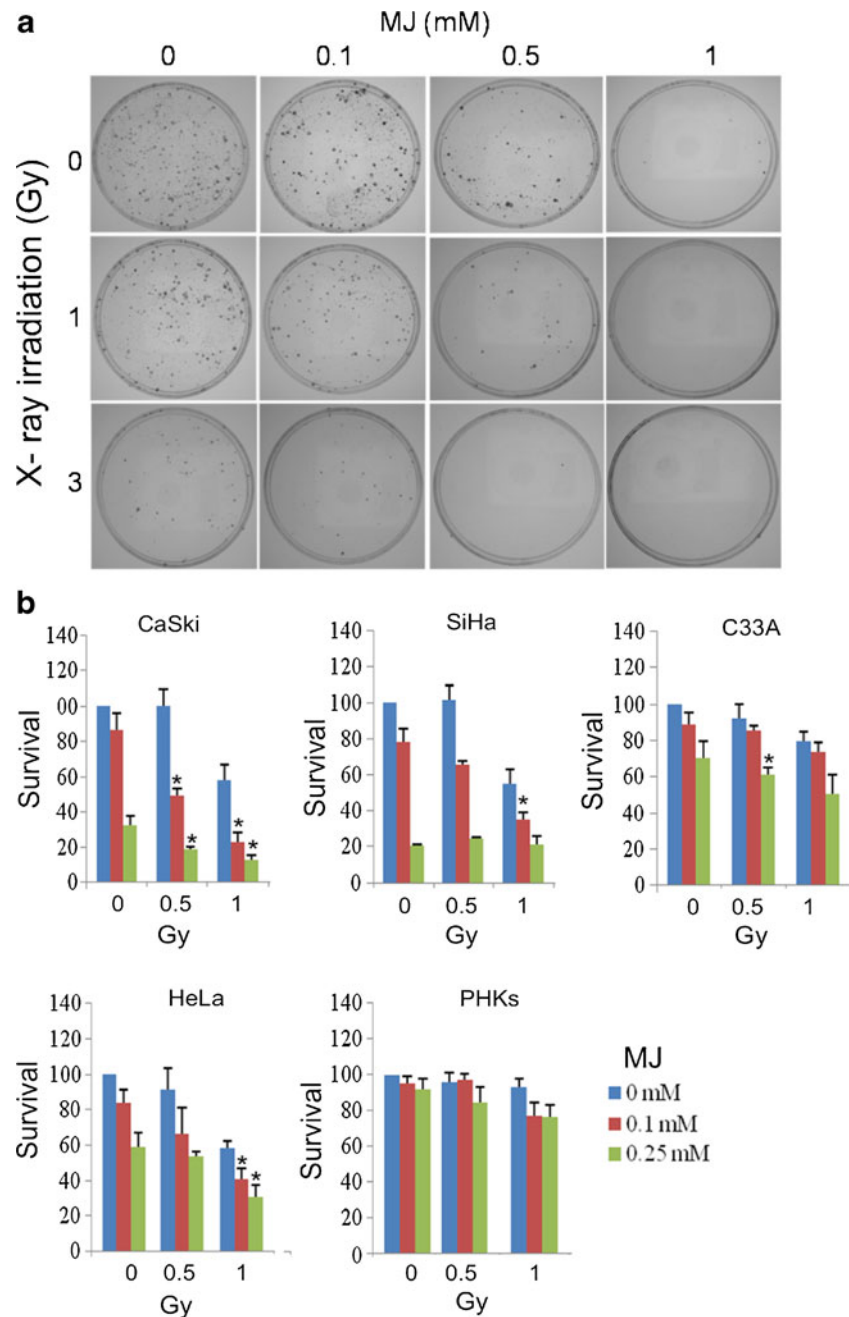 a
MJ (mM)
0 0.1 0.5 1
X- ray irradiation (Gy)
0
1
3
b
CaSki
140
120
00
80
60
40
20
0
Survival
* * * *
0 0.5 1
Gy
SiHa
140
120
100
80
60
40
20
0
Survival
*
0 0.5 1
Gy
C33A
140
120
100
80
60
40
20
0
Survival
*
0 0.5 1
Gy
HeLa
140
120
100
80
60
40
20
0
Survival
* *
0 0.5 1
Gy
PHKs
140
120
100
80
60
40
20
0
Survival
0 0.5 1
Gy
MJ
0 mM
0.1 mM
0.25 mM